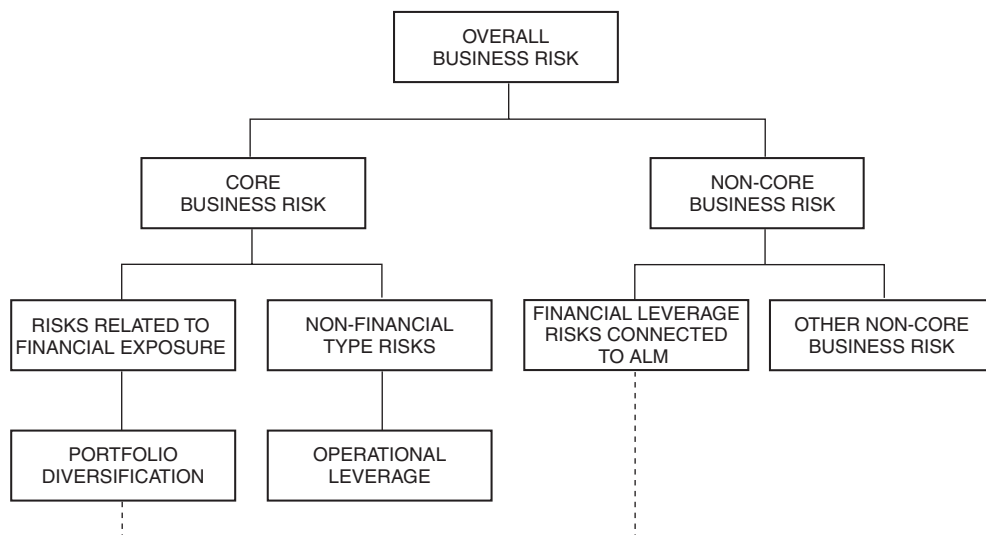 OVERALL
BUSINESS RISK
CORE
BUSINESS RISK
NON-CORE
BUSINESS RISK
RISKS RELATED TO
FINANCIAL EXPOSURE
NON-FINANCIAL
TYPE RISKS
FINANCIAL LEVERAGE
RISKS CONNECTED
TO ALM
OTHER NON-CORE
BUSINESS RISK
PORTFOLIO
DIVERSIFICATION
OPERATIONAL
LEVERAGE